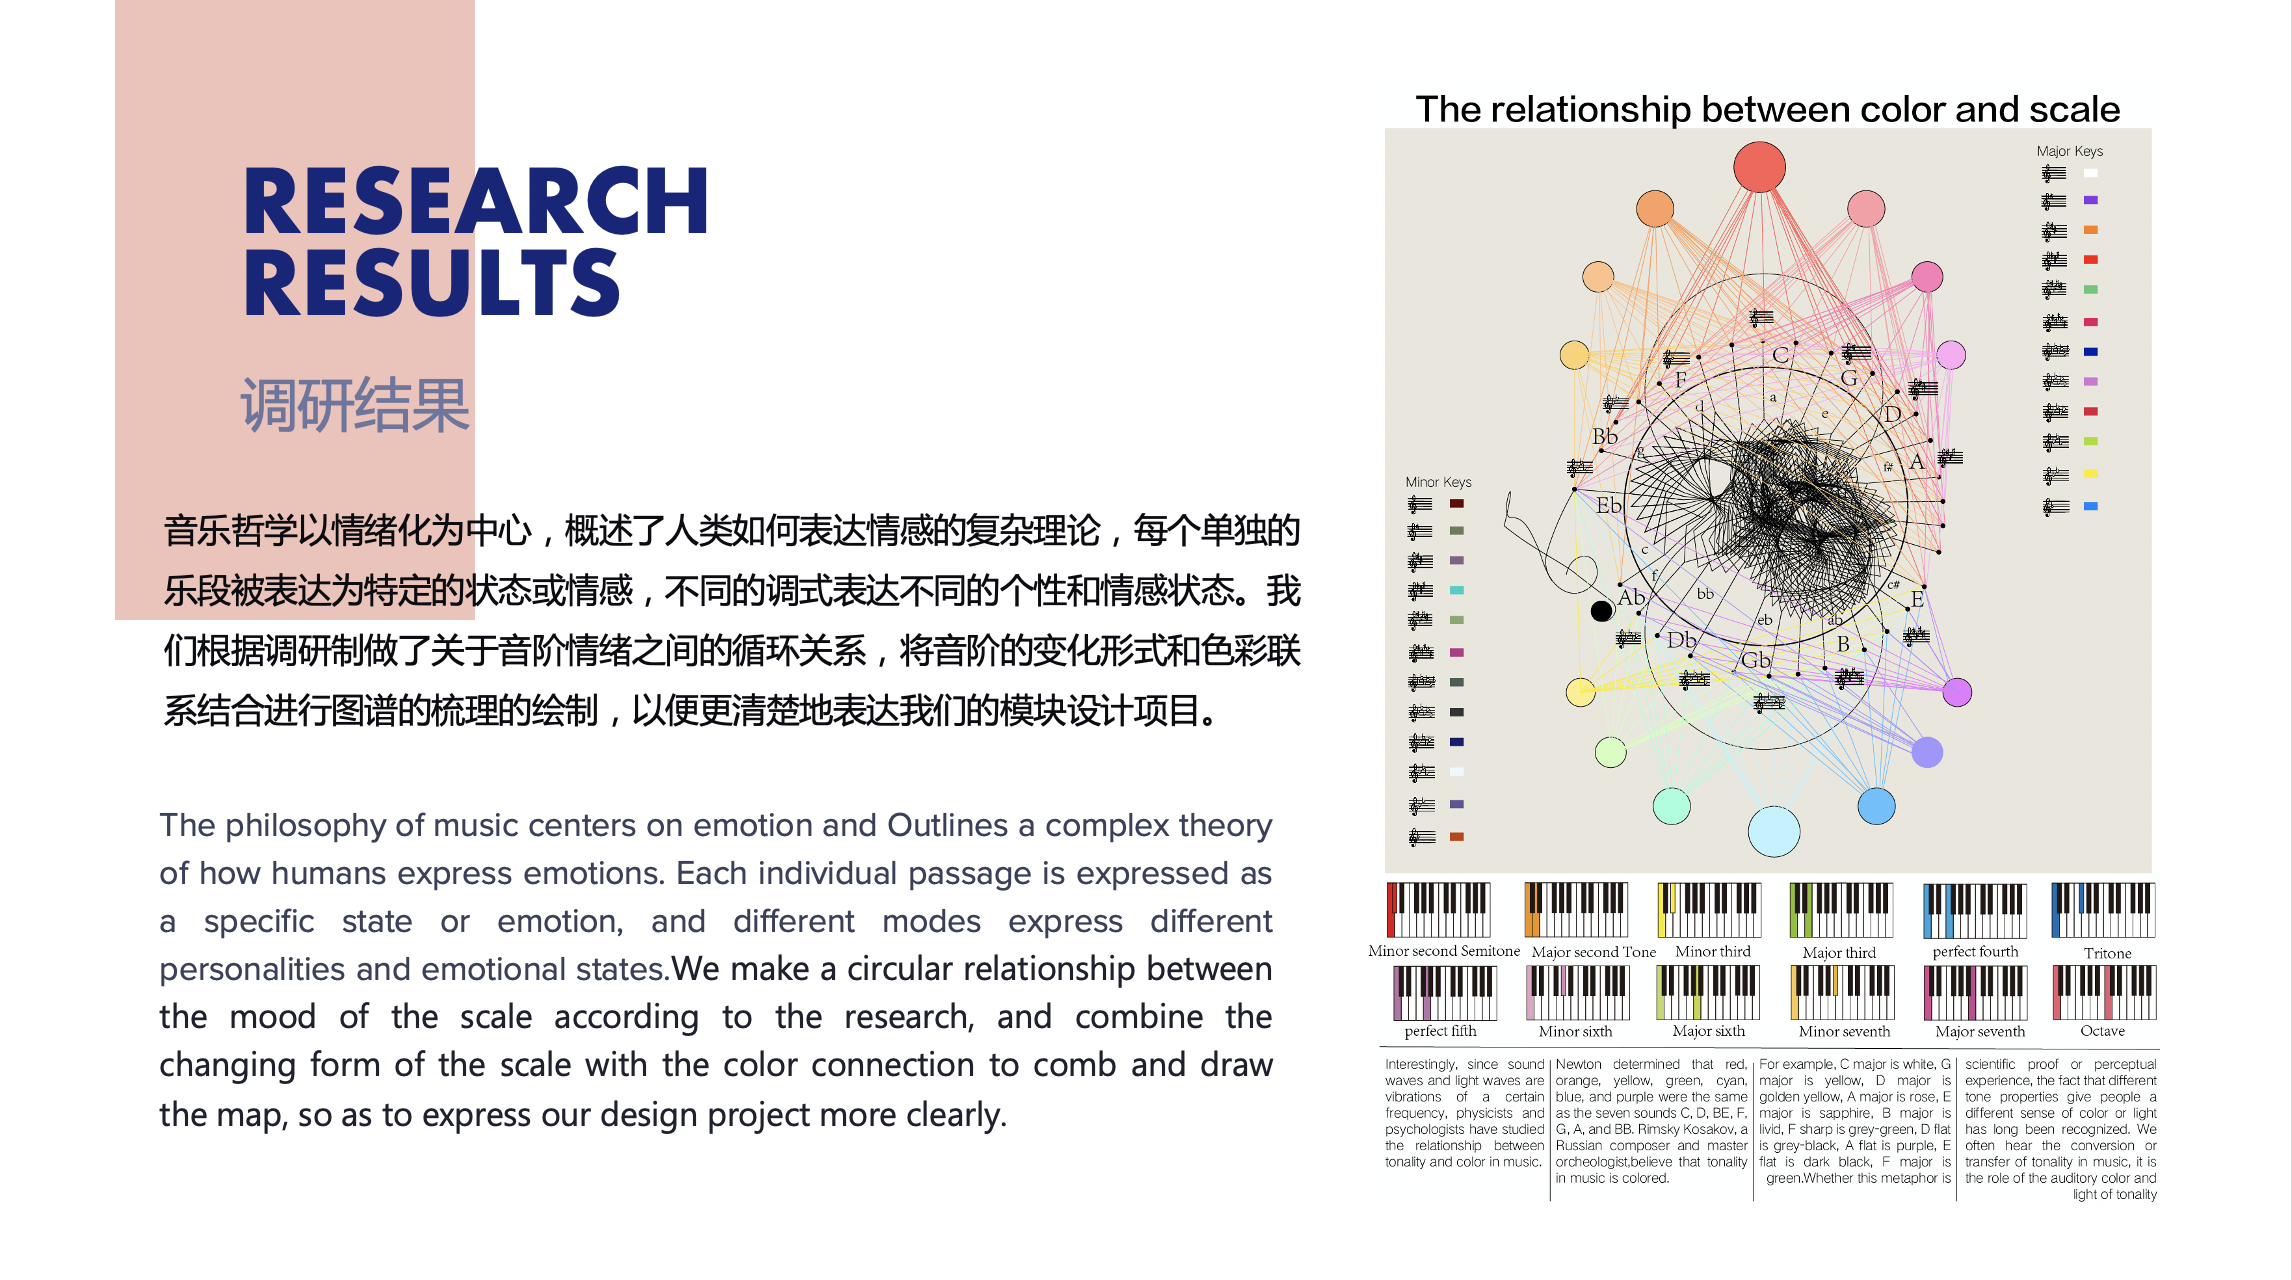 RESEARCH
RESULTS
调研结果
音乐哲学以情绪化为中心，概述了人类如何表达情感的复杂理论，每个单独的
乐段被表达为特定的状态或情感，不同的调式表达不同的个性和情感状态。我
们根据调研制做了关于音阶情绪之间的循环关系，将音阶的变化形式和色彩联
系结合进行图谱的梳理的绘制，以便更清楚地表达我们的模块设计项目。
The philosophy of music centers on emotion and Outlines a complex theory
of how humans express emotions. Each individual passage is expressed as
a specific state or emotion, and different modes express different
personalities and emotional states.We make a circular relationship between
the mood of the scale according to the research, and combine the
changing form of the scale with the color connection to comb and draw
the map, so as to express our design project more clearly.
The relationship between color and scale
Major Keys
Minor Keys
C
G
D
A
E
B
Gb
Db
Ab
Eb
Bb
F
a
e
f#
c#
ab
eb
bb
f
c
g
d
Minor second Semitone
Major second Tone
Minor third
Major third
perfect fourth
Tritone
perfect fifth
Minor sixth
Major sixth
Minor seventh
Major seventh
Octave
Interestingly, since sound
waves and light waves are
vibrations of a certain
frequency, physicists and
psychologists have studied
the relationship between
tonality and color in music.
Newton determined that red,
orange, yellow, green, cyan,
blue, and purple were the same
as the seven sounds C, D, BE, F,
G, A, and BB. Rimsky Kosakov, a
Russian composer and master
orcheologist,believe that tonality
in music is colored.
For example, C major is white, G
major is yellow, D major is
golden yellow, A major is rose, E
major is sapphire, B major is
livid, F sharp is grey-green, D flat
is grey-black, A flat is purple, E
flat is dark black, F major is
green.Whether this metaphor is
scientific proof or perceptual
experience, the fact that different
tone properties give people a
different sense of color or light
has long been recognized. We
often hear the conversion or
transfer of tonality in music, it is
the role of the auditory color and
light of tonality